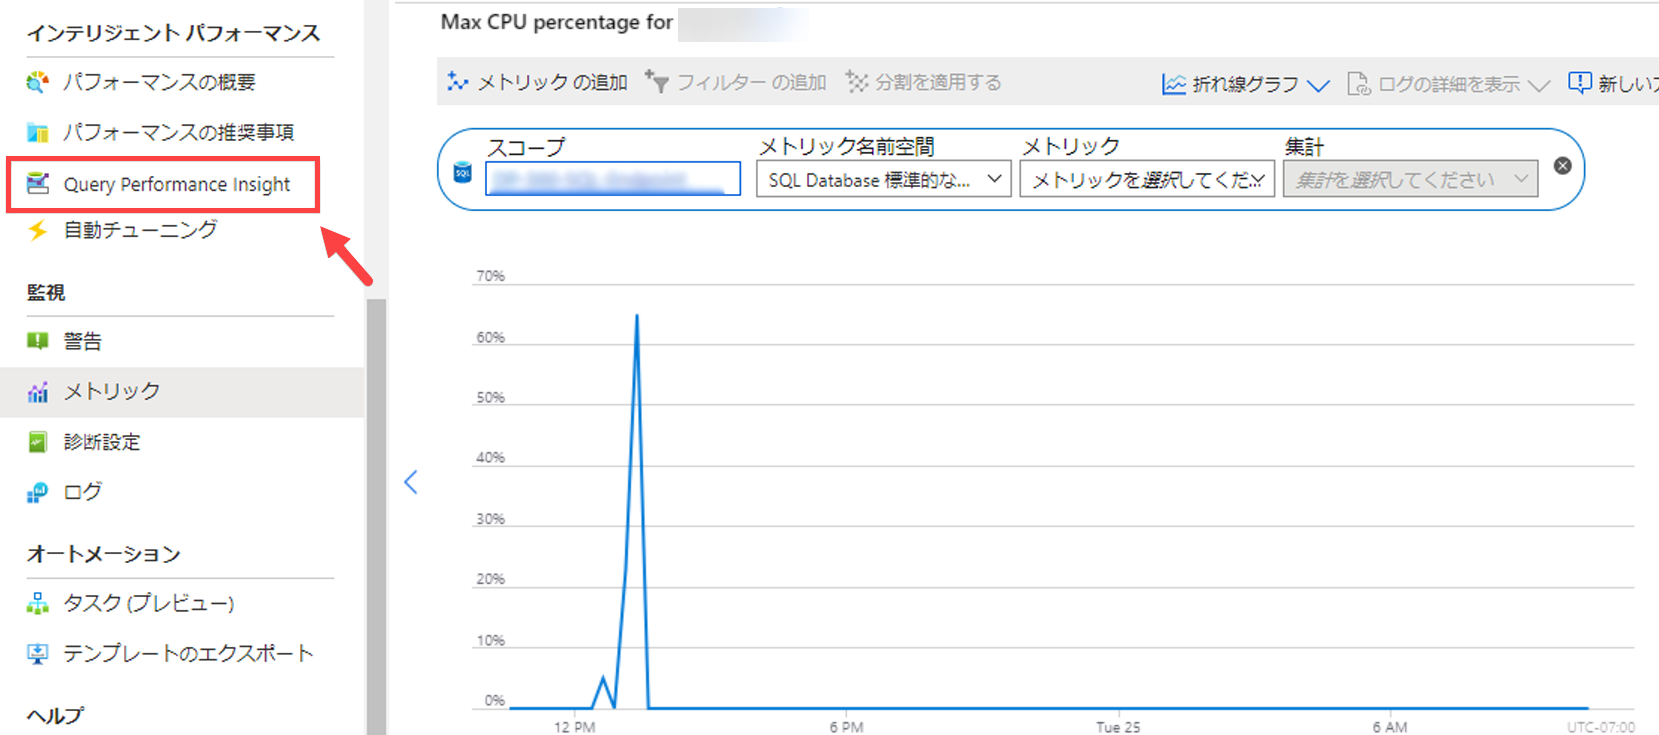 インテリジェント パフォーマンス
パフォーマンスの概要
パフォーマンスの推奨事項
Query Performance Insight
自動チューニング
監視
警告
メトリック
診断設定
ログ
オートメーション
タスク (プレビュー)
テンプレートのエクスポート
ヘルプ
Max CPU percentage for
メトリック の追加
フィルター の追加
分割を適用する
折れ線グラフ
ログの詳細を表示
新しい
スコープ
メトリック名前空間
メトリック
集計
SQL
SQL Database 標準的な...
メトリックを選択してくだ...
集計を選択してください
70%
60%
50%
40%
30%
20%
10%
0%
12 PM
6 PM
Tue 25
6 AM
UTC-07:00